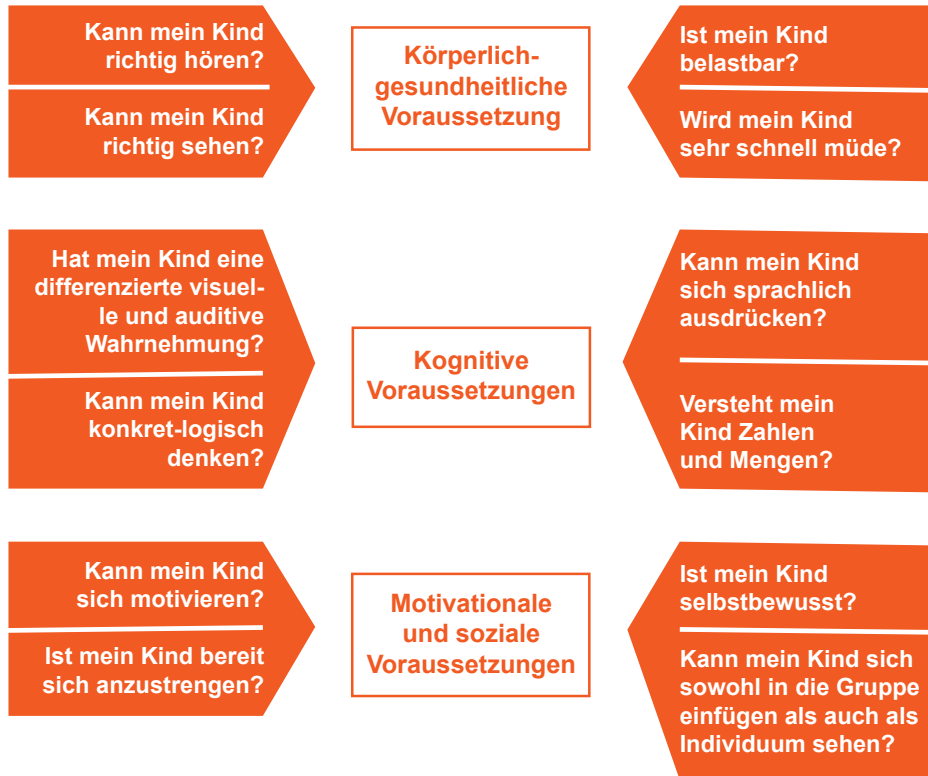 Kann mein Kind
richtig hören?
Kann mein Kind
richtig sehen?
Körperlich-
gesundheitliche
Voraussetzung
Ist mein Kind
belastbar?
Wird mein Kind
sehr schnell müde?
Hat mein Kind eine
differenzierte visuel-
le und auditive
Wahrnehmung?
Kann mein Kind
konkret-logisch
denken?
Kognitive
Voraussetzungen
Kann mein Kind
sich sprachlich
ausdrücken?
Versteht mein
Kind Zahlen
und Mengen?
Kann mein Kind
sich motivieren?
Ist mein Kind bereit
sich anzustrengen?
Motivationale
und soziale
Voraussetzungen
Ist mein Kind
selbstbewusst?
Kann mein Kind sich
sowohl in die Gruppe
einfügen als auch als
Individuum sehen?